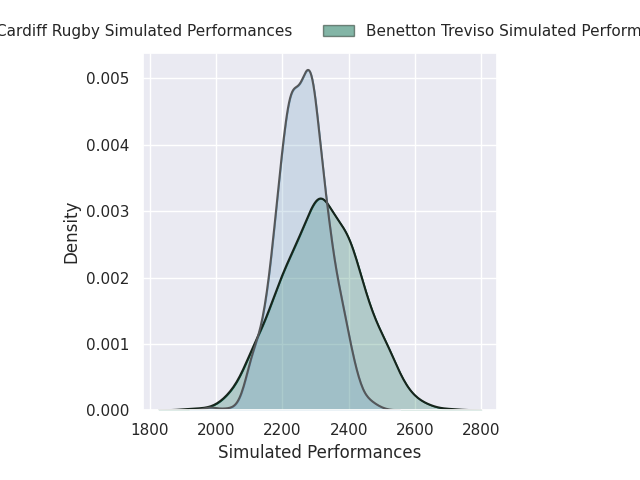 Cardiff Rugby Simulated Performances
Benetton Treviso Simulated Perform
0.005
0.004
0.003
0.002
0.001
0.000
Density
1800 2000 2200 2400 2600 2800
Simulated Performances